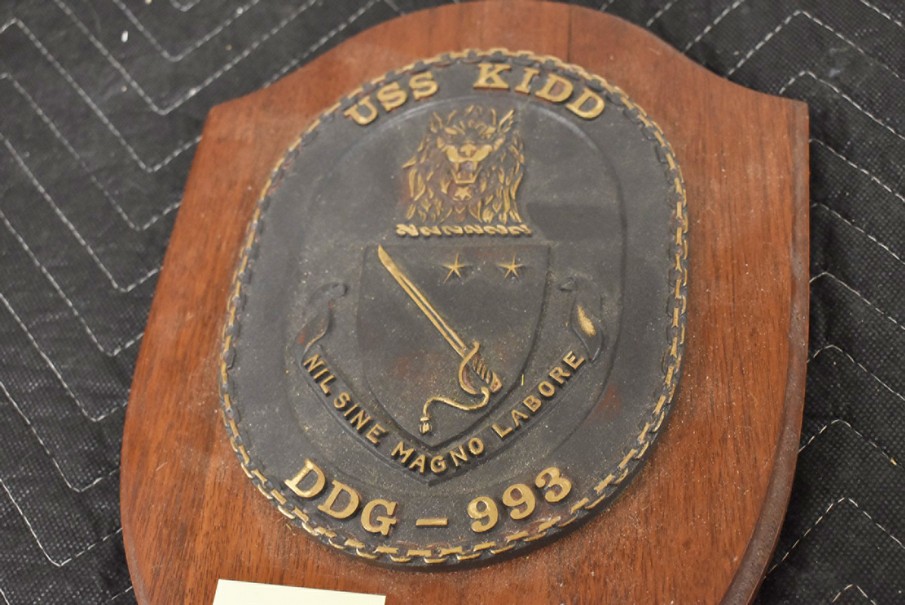 USS KIDD
NIL SINE MAGNO LABORE
DDG - 993